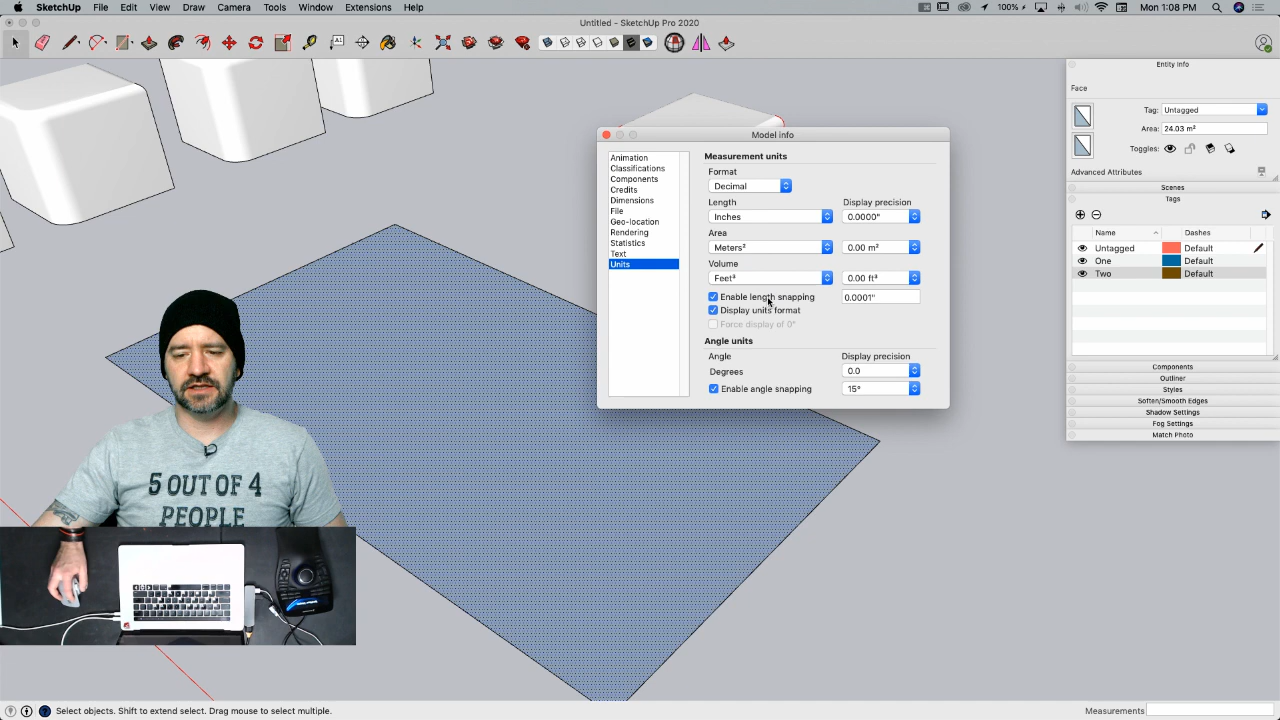 SketchUp File Edit View Draw Camera Tools Window Extensions Help
100% Mon 1:08 PM
Untitled - SketchUp Pro 2020
Entity Info
Face
Tag: Untagged
Area: 24.03 m²
Toggles:
Advanced Attributes
Scenes
Tags
Name Dashes
Untagged Default
One Default
Two Default
Components
Outliner
Styles
Soften/Smooth Edges
Shadow Settings
Fog Settings
Match Photo
Model info
Animation
Classifications
Components
Credits
Dimensions
File
Geo-location
Rendering
Statistics
Text
Units
Measurement units
Format
Decimal
Length Display precision
Inches 0.0000"
Area
Meters² 0.00 m²
Volume
Feet³ 0.00 ft³
Enable length snapping 0.0001"
Display units format
Force display of 0"
Angle units
Angle Display precision
Degrees 0.0
Enable angle snapping 15°
5 OUT OF 4
PEOPLE
Select objects. Shift to extend select. Drag mouse to select multiple.
Measurements